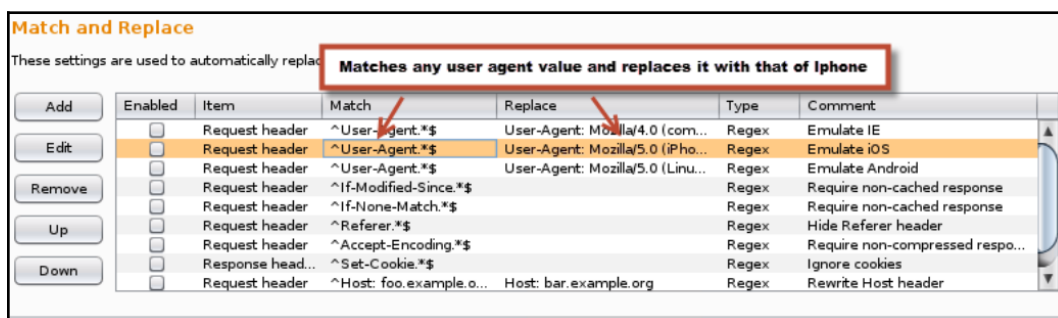 Match and Replace
These settings are used to automatically replac
Matches any user agent value and replaces it with that of Iphone
Add
Edit
Remove
Up
Down
Enabled Item Match Replace Type Comment
Request header ^User-Agent.*$ User-Agent: Mozilla/4.0 (com... Regex Emulate IE
Request header ^User-Agent.*$ User-Agent: Mozilla/5.0 (iPho... Regex Emulate iOS
Request header ^User-Agent.*$ User-Agent: Mozilla/5.0 (Linu... Regex Emulate Android
Request header ^If-Modified-Since.*$ Regex Require non-cached response
Request header ^If-None-Match.*$ Regex Require non-cached response
Request header ^Referer.*$ Regex Hide Referer header
Request header ^Accept-Encoding.*$ Regex Require non-compressed respo...
Response head... ^Set-Cookie.*$ Regex Ignore cookies
Request header ^Host: foo.example.o... Host: bar.example.org Regex Rewrite Host header